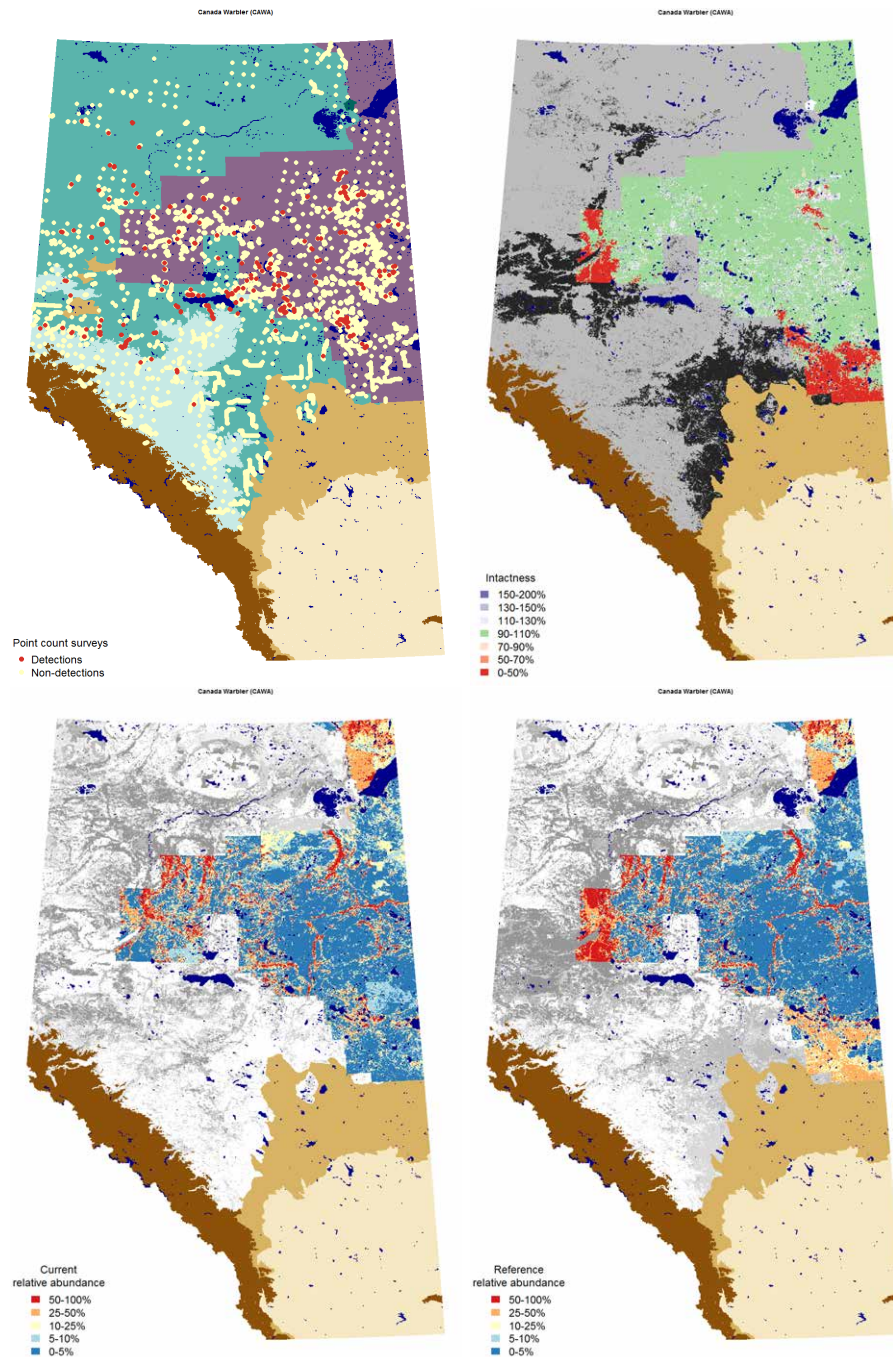 Canada Warbler (CAWA)
Point count surveys
Detections
Non-detections
Canada Warbler (CAWA)
Intactness
150-200%
130-150%
110-130%
90-110%
70-90%
50-70%
0-50%
Canada Warbler (CAWA)
Current
relative abundance
50-100%
25-50%
10-25%
5-10%
0-5%
Canada Warbler (CAWA)
Reference
relative abundance
50-100%
25-50%
10-25%
5-10%
0-5%